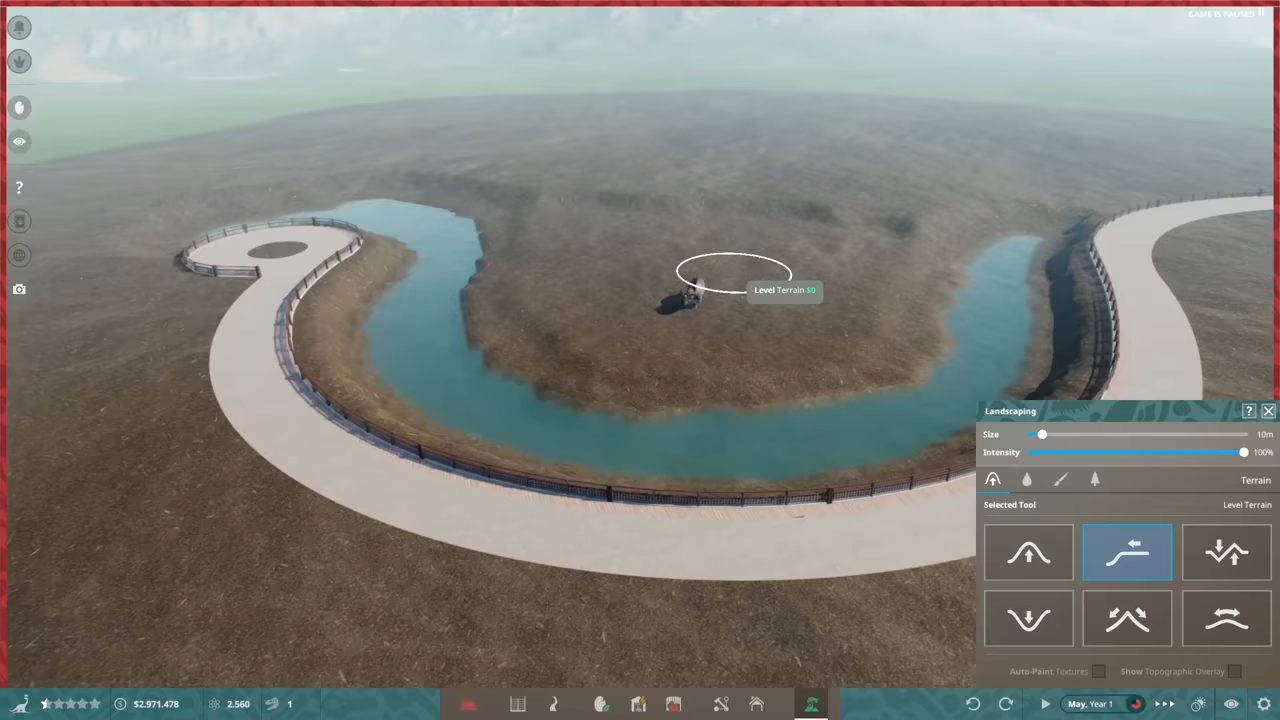 GAME IS PAUSED
?
Level Terrain $0
Landscaping
?
Size
10m
Intensity
100%
Terrain
Selected Tool
Level Terrain
Auto-Paint Textures
Show Topographic Overlay
$2.971.478
2.560
1
May, Year 1